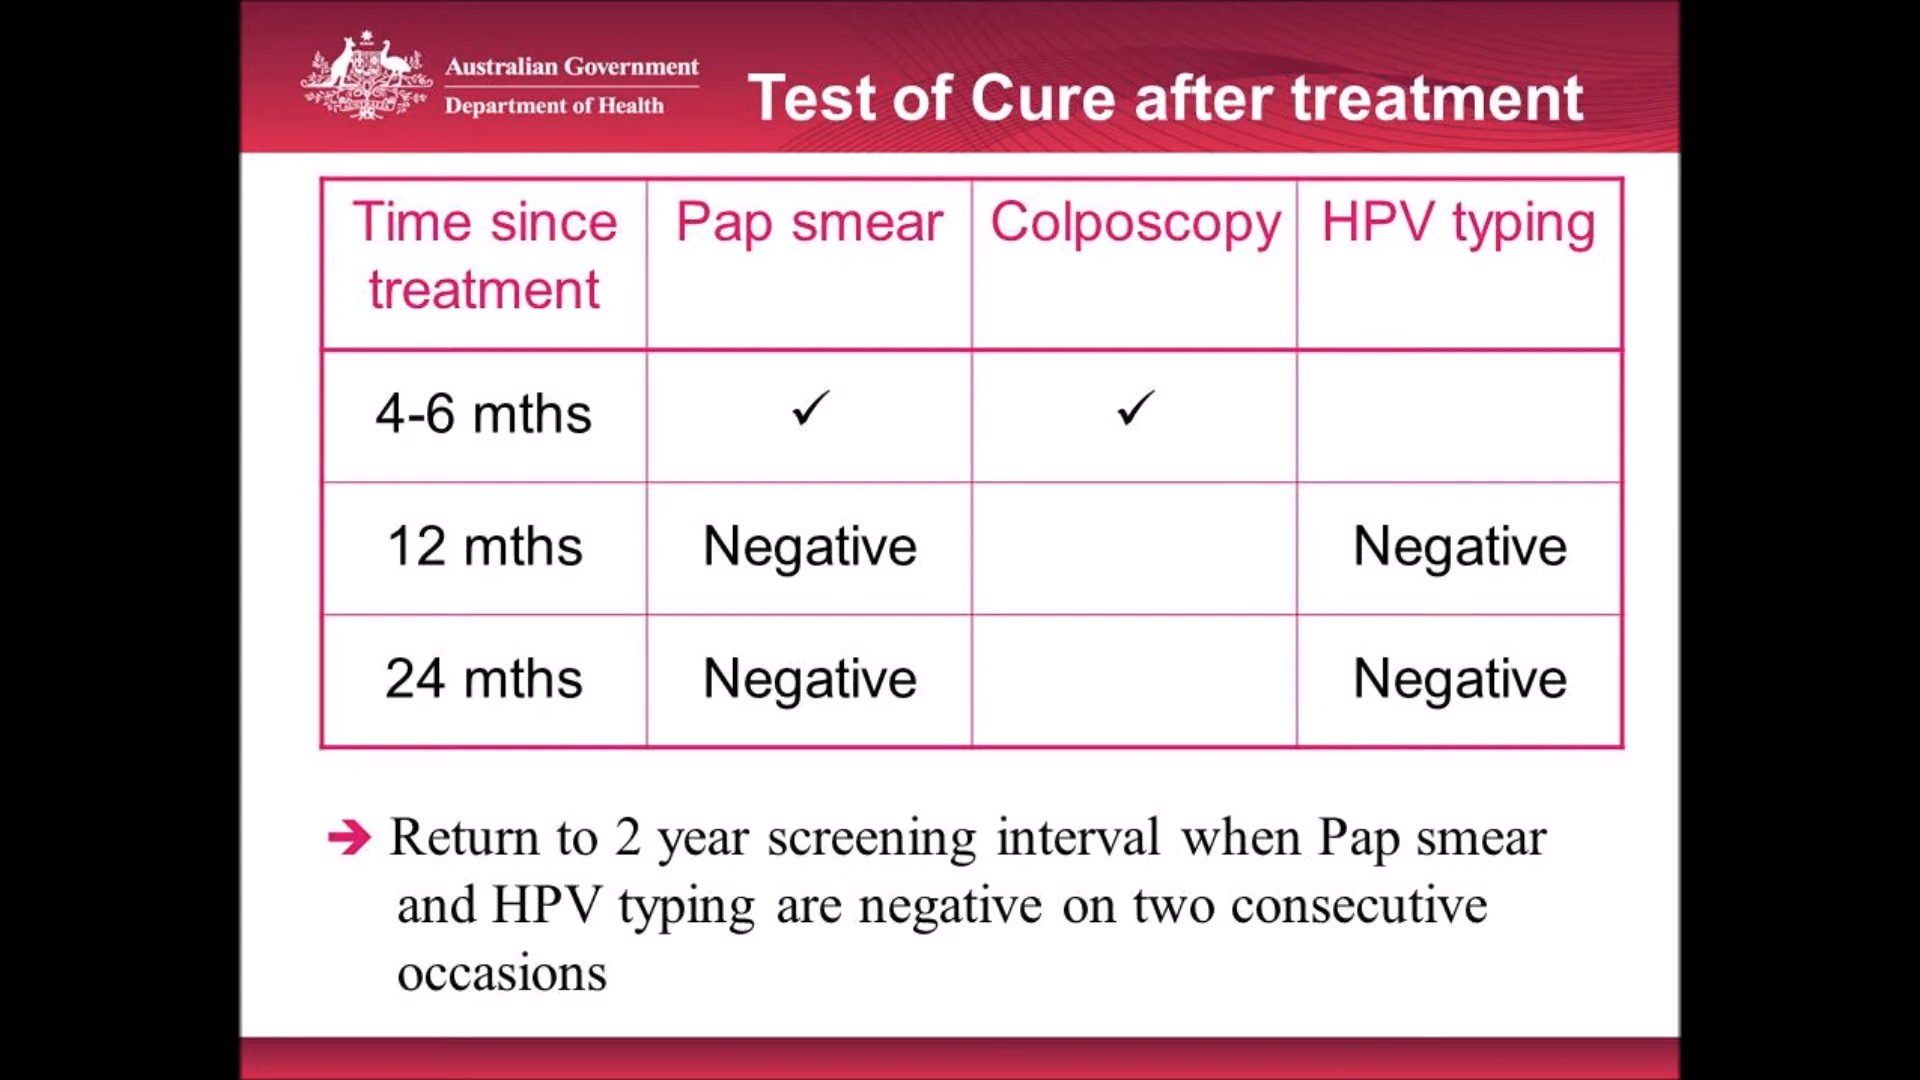 Australian Government
Department of Health
Test of Cure after treatment
Time since treatment Pap smear Colposcopy HPV typing
4-6 mths ✓ ✓
12 mths Negative Negative
24 mths Negative Negative
➔ Return to 2 year screening interval when Pap smear
and HPV typing are negative on two consecutive
occasions